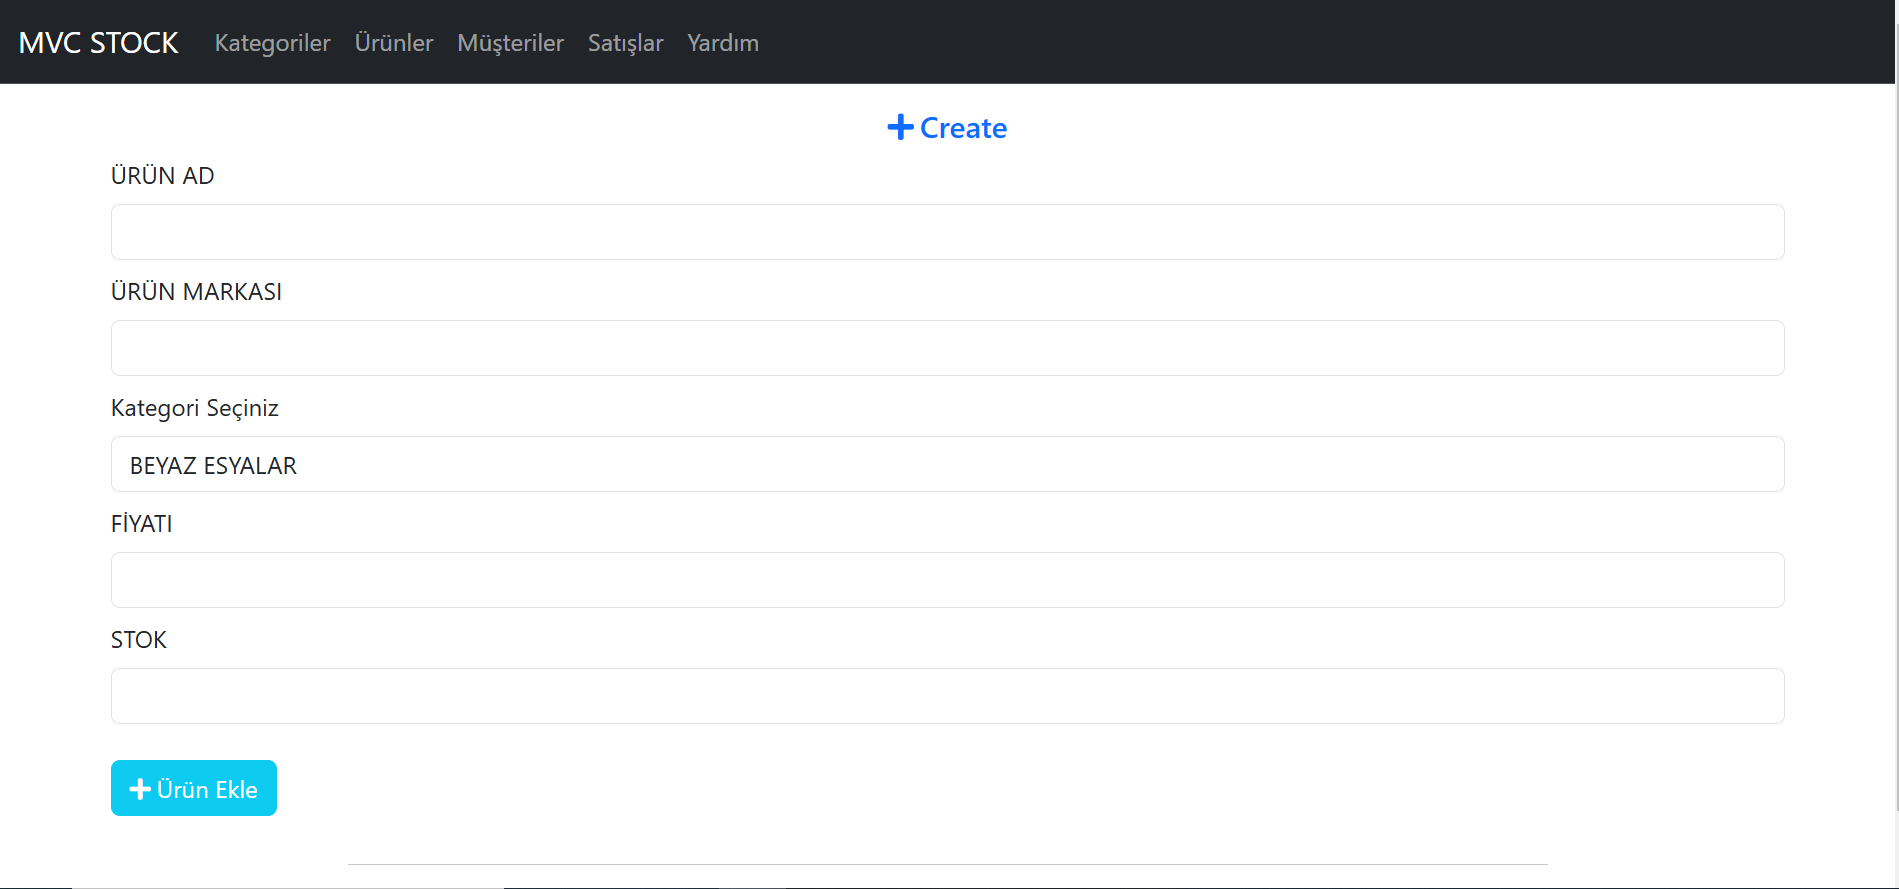 MVC STOCK Kategoriler Ürünler Müşteriler Satışlar Yardım
Create
ÜRÜN AD
ÜRÜN MARKASI
Kategori Seçiniz
BEYAZ ESYALAR
FİYATI
STOK
Ürün Ekle